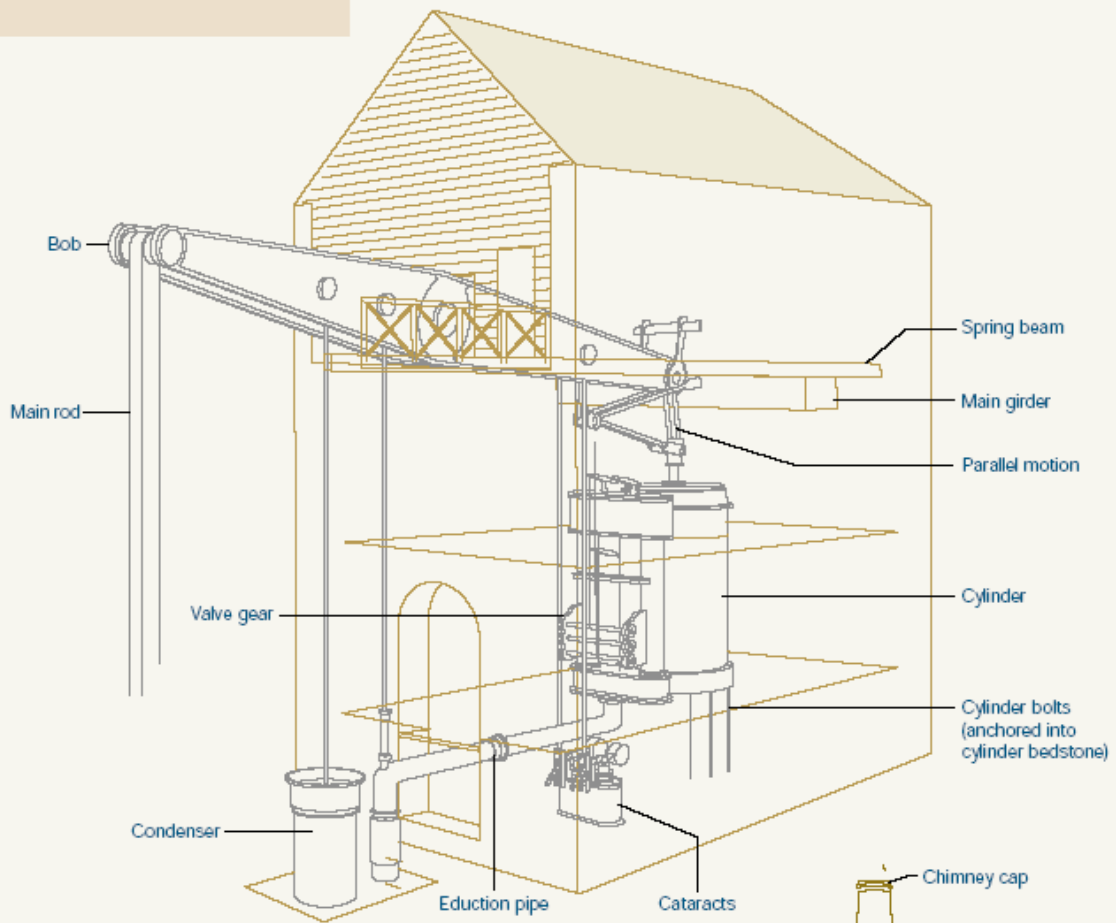 Bob
Spring beam
Main rod
Main girder
Parallel motion
Valve gear
Cylinder
Cylinder bolts
(anchored into
cylinder bedstone)
Condenser
Eduction pipe
Cataracts
Chimney cap